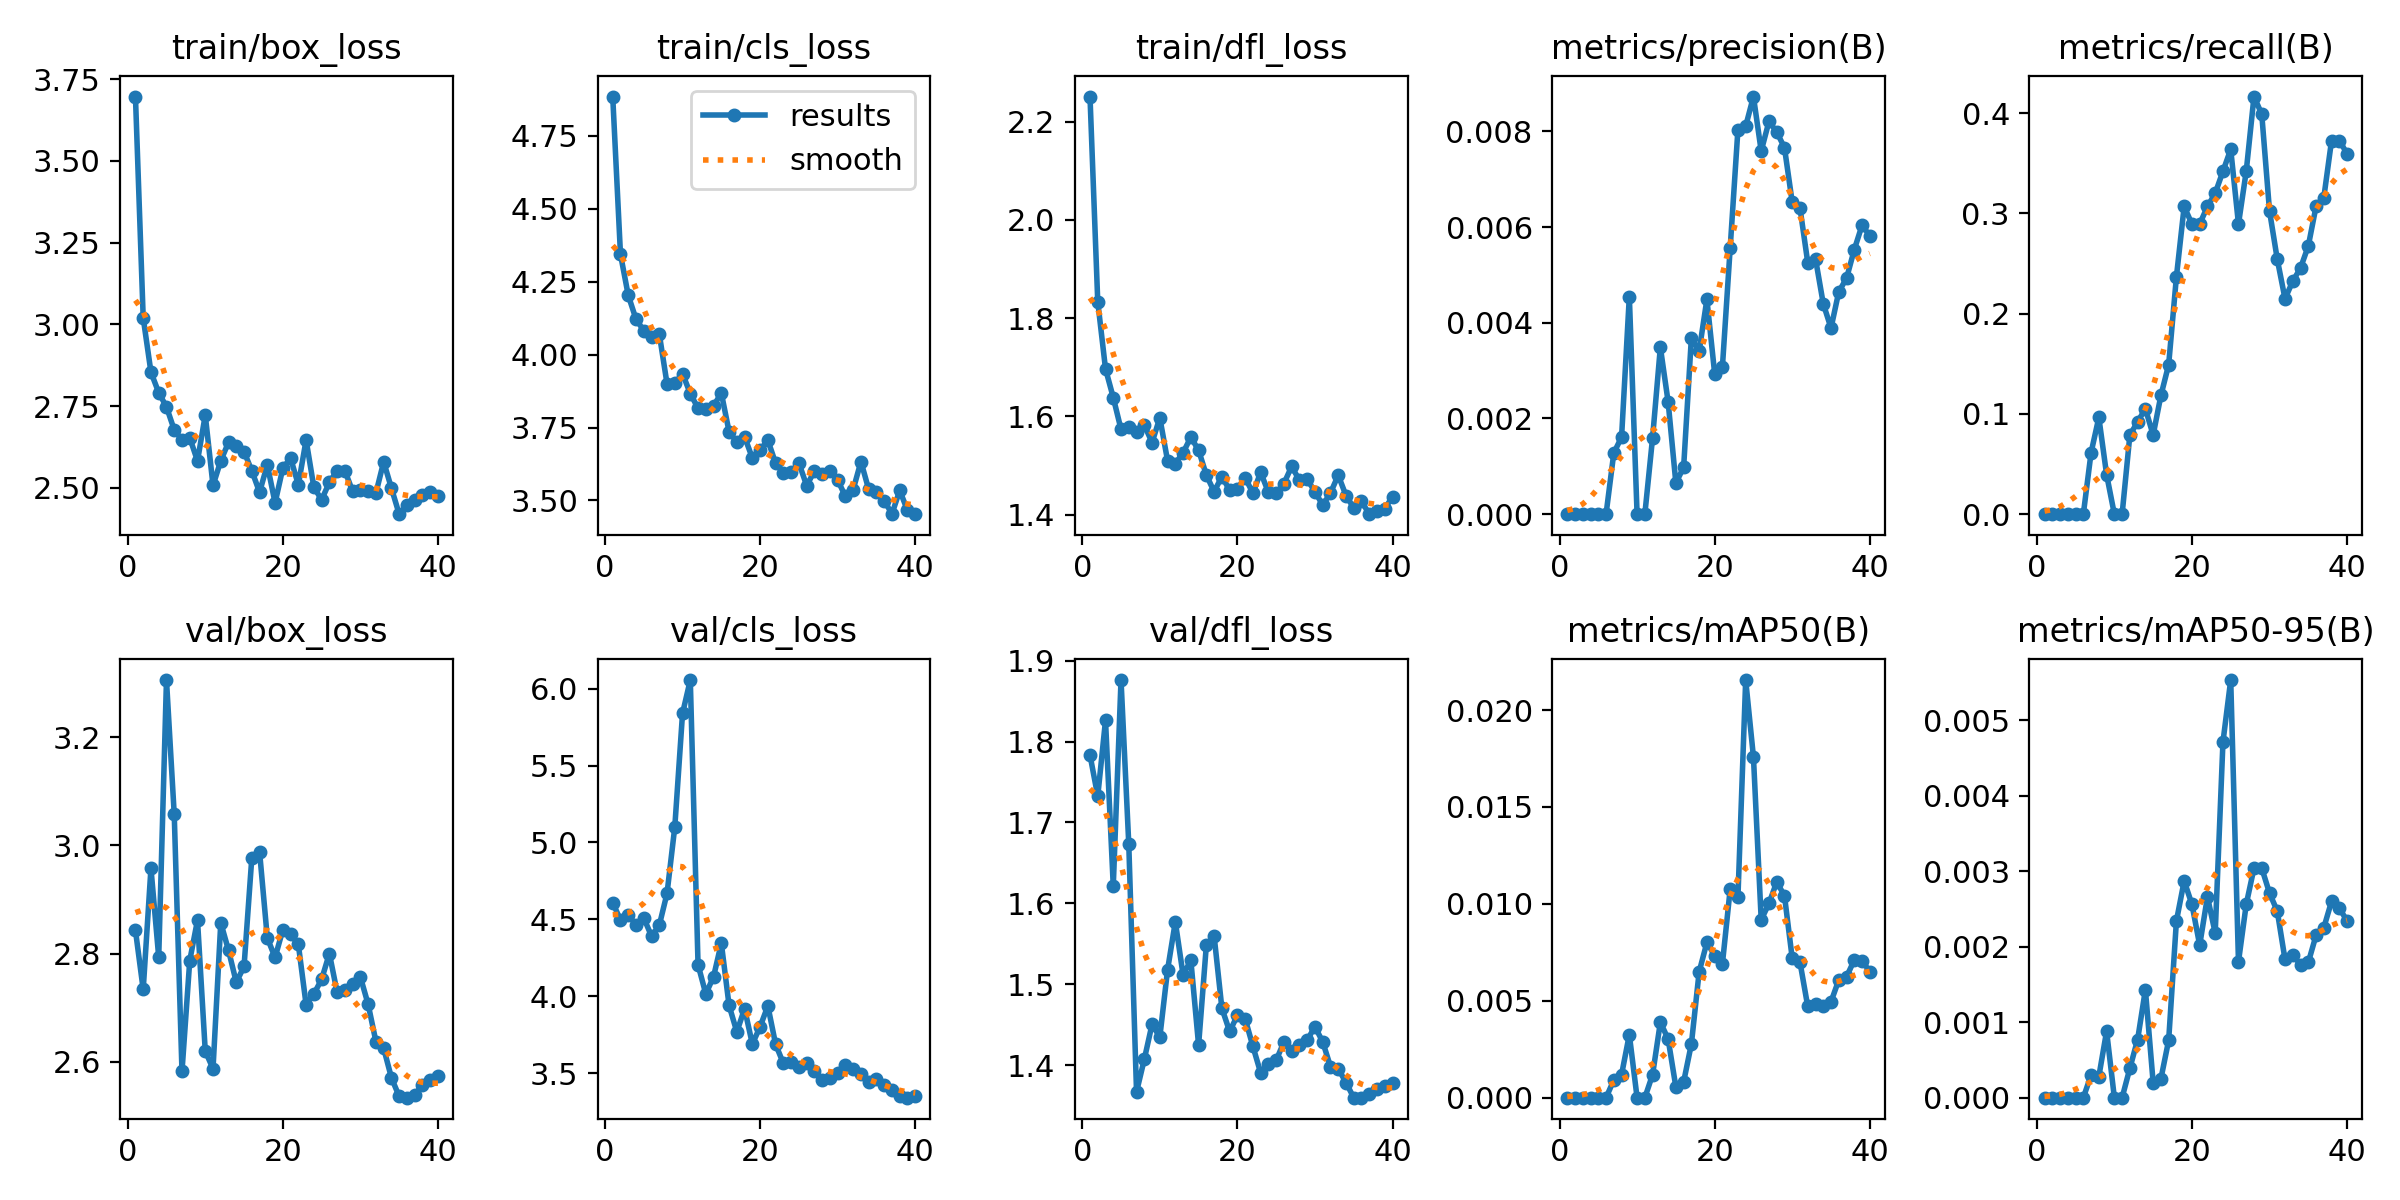 train/box_loss
3.75
3.50
3.25
3.00
2.75
2.50
0 20 40
train/cls_loss
results
smooth
4.75
4.50
4.25
4.00
3.75
3.50
0 20 40
train/dfl_loss
2.2
2.0
1.8
1.6
1.4
0 20 40
metrics/precision(B)
0.008
0.006
0.004
0.002
0.000
0 20 40
metrics/recall(B)
0.4
0.3
0.2
0.1
0.0
0 20 40
val/box_loss
3.2
3.0
2.8
2.6
0 20 40
val/cls_loss
6.0
5.5
5.0
4.5
4.0
3.5
0 20 40
val/dfl_loss
1.9
1.8
1.7
1.6
1.5
1.4
0 20 40
metrics/mAP50(B)
0.020
0.015
0.010
0.005
0.000
0 20 40
metrics/mAP50-95(B)
0.005
0.004
0.003
0.002
0.001
0.000
0 20 40